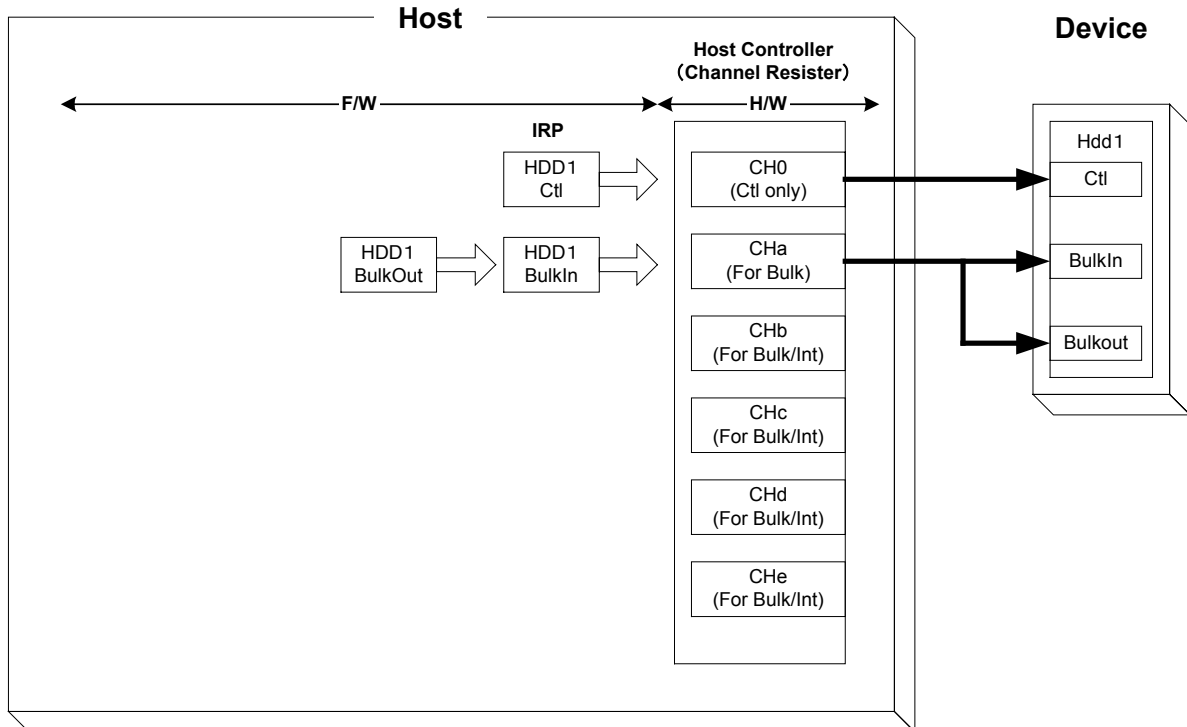 Host
Device
Host Controller
（Channel Resister）
F/W
H/W
IRP
HDD1
Ctl
CH0
(Ctl only)
Hdd1
Ctl
HDD1
BulkOut
HDD1
BulkIn
CHa
(For Bulk)
BulkIn
CHb
(For Bulk/Int)
Bulkout
CHc
(For Bulk/Int)
CHd
(For Bulk/Int)
CHe
(For Bulk/Int)